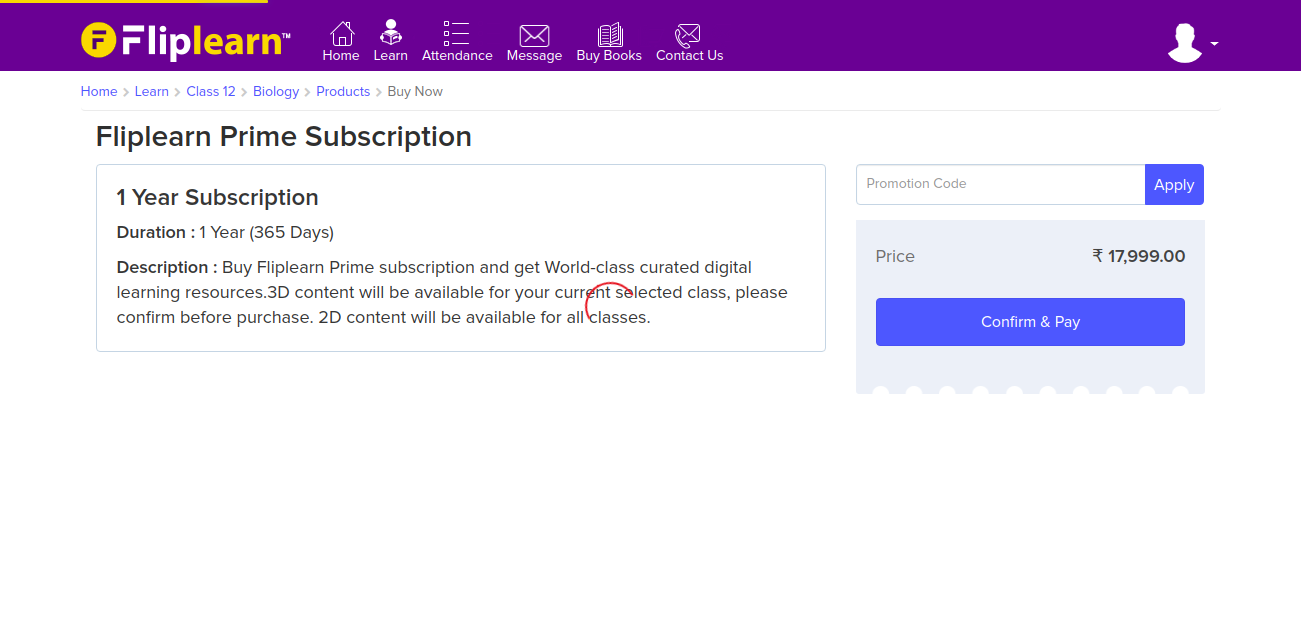 Fliplearn™
Home Learn Attendance Message Buy Books Contact Us
Home > Learn > Class 12 > Biology > Products > Buy Now
Fliplearn Prime Subscription
1 Year Subscription
Duration : 1 Year (365 Days)
Description : Buy Fliplearn Prime subscription and get World-class curated digital
learning resources.3D content will be available for your current selected class, please
confirm before purchase. 2D content will be available for all classes.
Promotion Code Apply
Price ₹ 17,999.00
Confirm & Pay